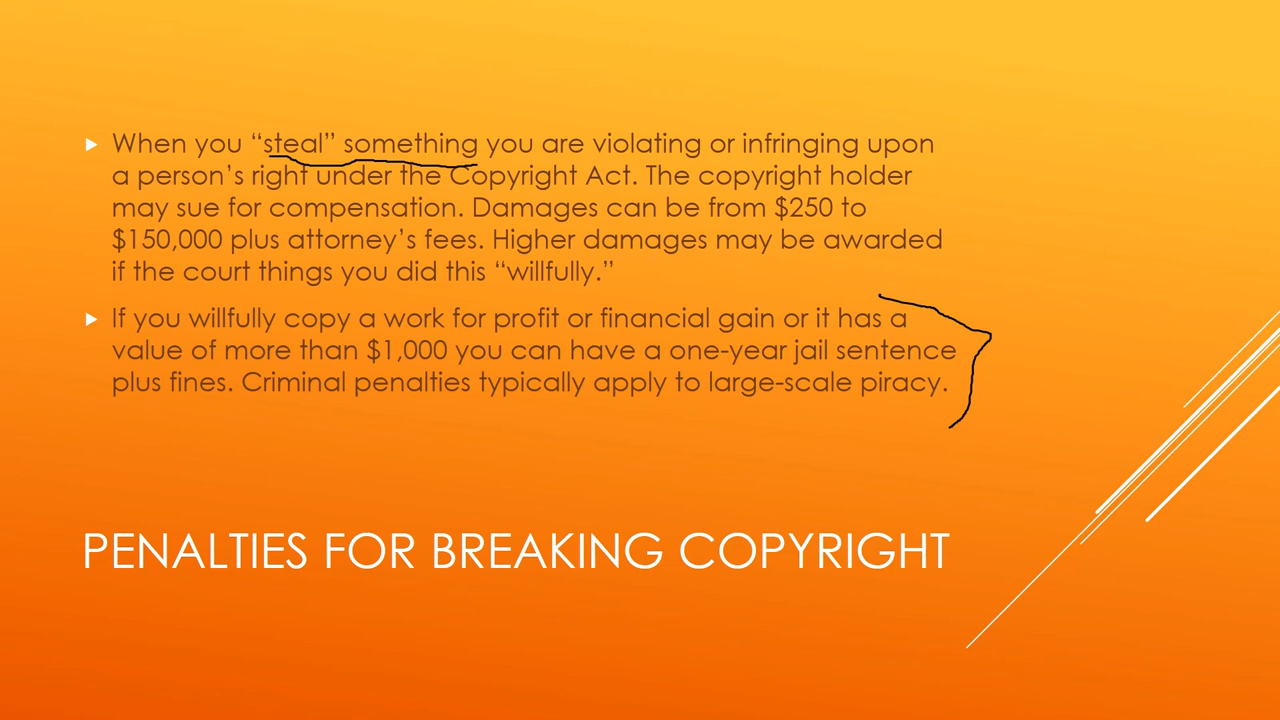 When you “steal” something you are violating or infringing upon
a person’s right under the Copyright Act. The copyright holder
may sue for compensation. Damages can be from $250 to
$150,000 plus attorney’s fees. Higher damages may be awarded
if the court things you did this “willfully.”
If you willfully copy a work for profit or financial gain or it has a
value of more than $1,000 you can have a one-year jail sentence
plus fines. Criminal penalties typically apply to large-scale piracy.
PENALTIES FOR BREAKING COPYRIGHT